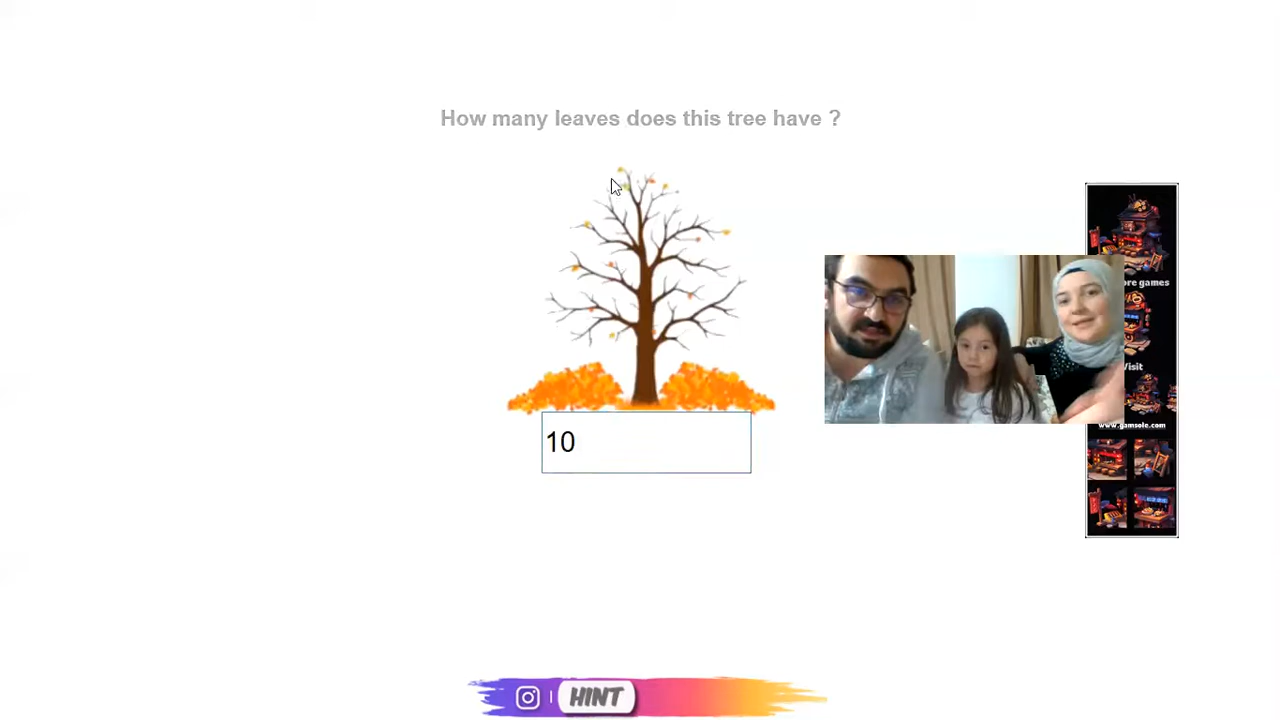 How many leaves does this tree have ?
ore games
Visit
www.gamsole.com
10
HINT